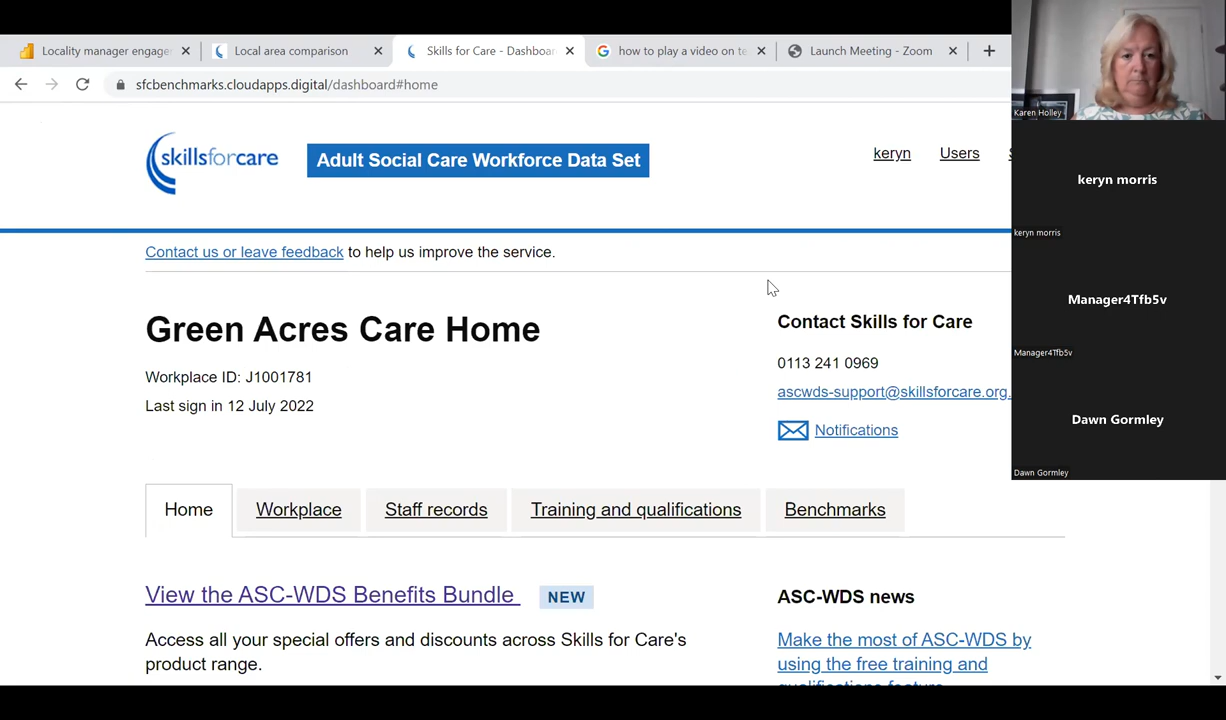 Locality manager engage
Local area comparison
Skills for Care - Dashboar
how to play a video on te
Launch Meeting - Zoom
sfcbenchmarks.cloudapps.digital/dashboard#home
skillsforcare
Adult Social Care Workforce Data Set
keryn
Users
Contact us or leave feedback to help us improve the service.
Green Acres Care Home
Workplace ID: J1001781
Last sign in 12 July 2022
Contact Skills for Care
0113 241 0969
ascwds-support@skillsforcare.org.
Notifications
Home
Workplace
Staff records
Training and qualifications
Benchmarks
View the ASC-WDS Benefits Bundle
NEW
Access all your special offers and discounts across Skills for Care's
product range.
ASC-WDS news
Make the most of ASC-WDS by
using the free training and
qualifications feature
Karen Holley
keryn morris
keryn morris
Manager4Tfb5v
Manager4Tfb5v
Dawn Gormley
Dawn Gormley